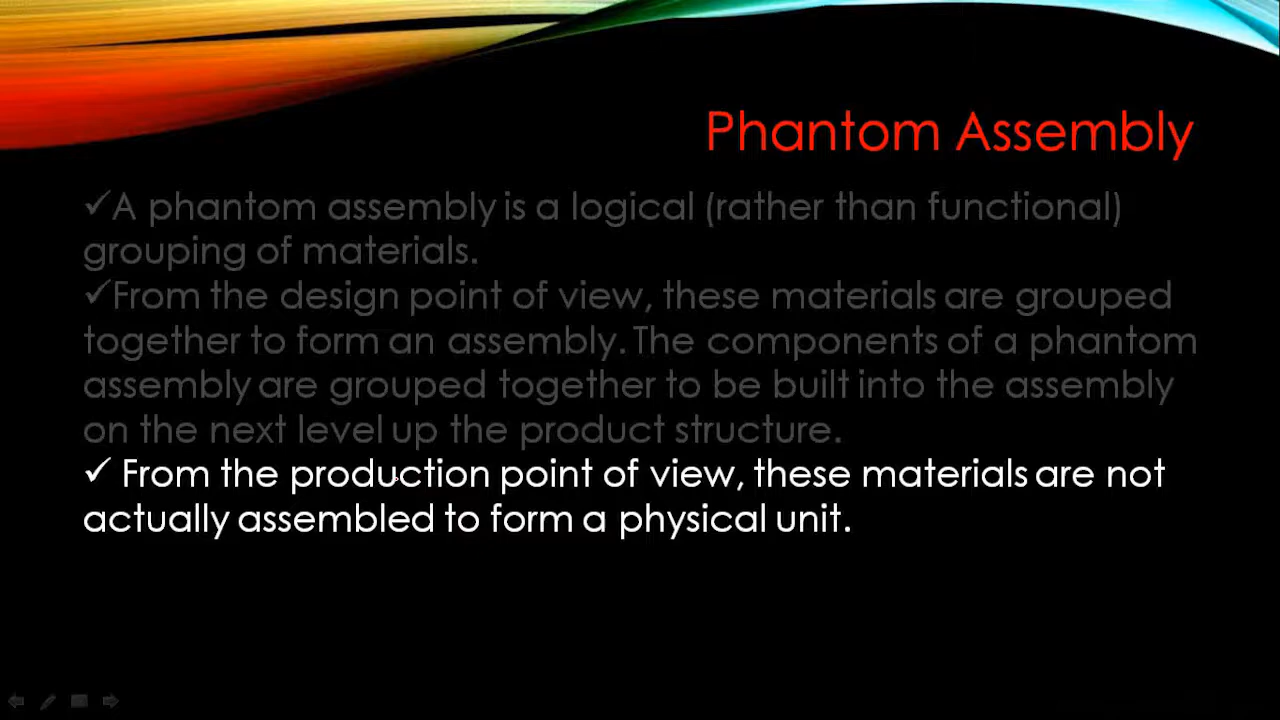 Phantom Assembly
✓A phantom assembly is a logical (rather than functional)
grouping of materials.
✓From the design point of view, these materials are grouped
together to form an assembly. The components of a phantom
assembly are grouped together to be built into the assembly
on the next level up the product structure.
✓ From the production point of view, these materials are not
actually assembled to form a physical unit.